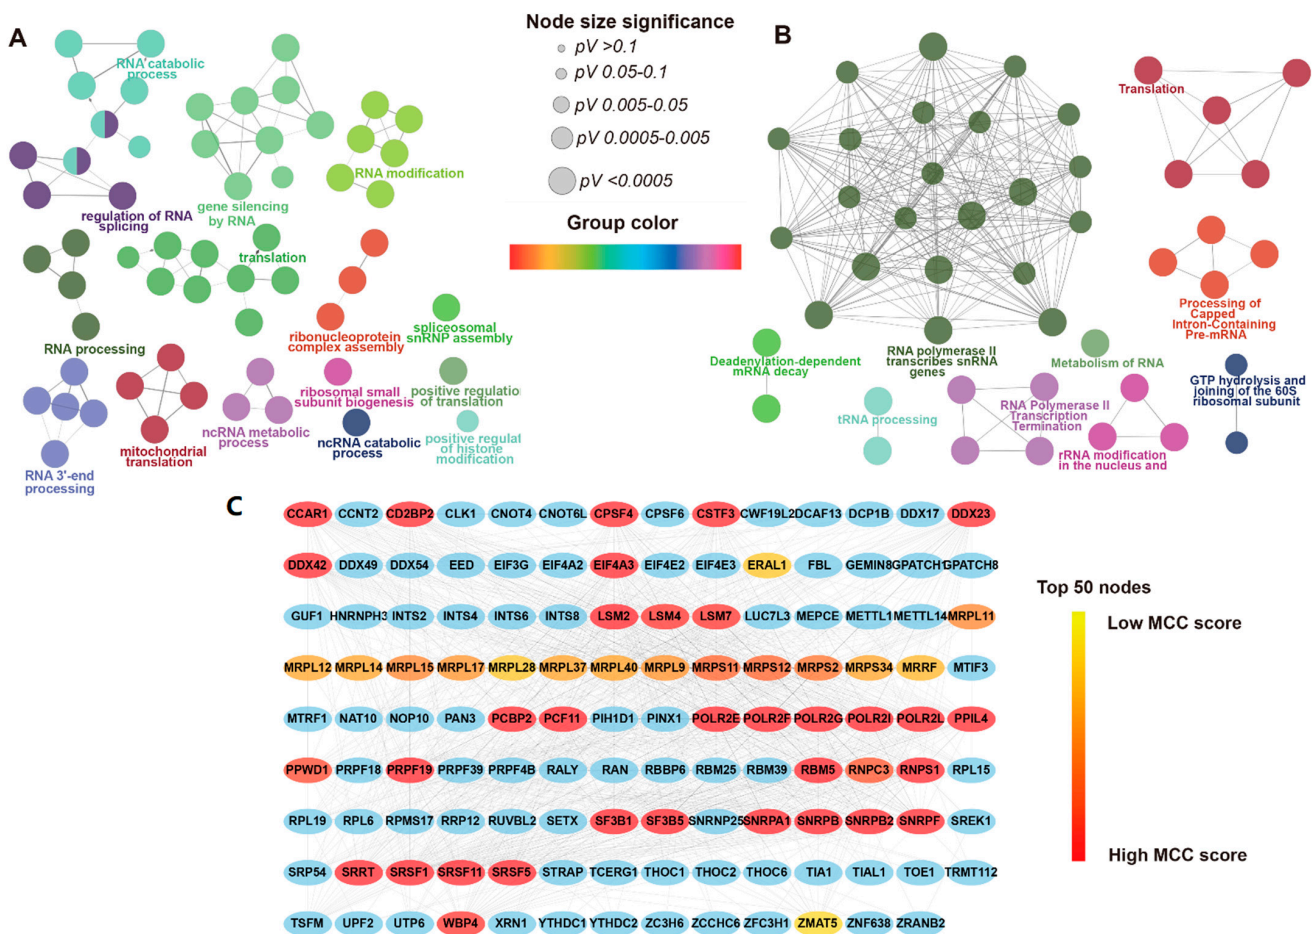 A
RNA catabolic
process
regulation of RNA
splicing
gene silencing
by RNA
RNA modification
translation
RNA processing
ribonucleoprotein
complex assembly
spliceosomal
snRNP assembly
RNA 3'-end
processing
mitochondrial
translation
ncRNA metabolic
process
ribosomal small
subunit biogenesis
ncRNA catabolic
process
positive regulatio
of translation
positive regulat
of histone
modification
Node size significance
pV >0.1
pV 0.05-0.1
pV 0.005-0.05
pV 0.0005-0.005
pV <0.0005
Group color
B
Translation
Processing of
Capped
Intron-Containing
Pre-mRNA
RNA polymerase II
transcribes snRNA
genes
Deadenylation-dependent
mRNA decay
Metabolism of RNA
tRNA processing
RNA Polymerase II
Transcription
Termination
rRNA modification
in the nucleus and
GTP hydrolysis and
joining of the 60S
ribosomal subunit
C
CCAR1 CCNT2 CD2BP2 CLK1 CNOT4 CNOT6L CPSF4 CPSF6 CSTF3 CWF19L2 DCAF13 DCP1B DDX17 DDX23
DDX42 DDX49 DDX54 EED EIF3G EIF4A2 EIF4A3 EIF4E2 EIF4E3 ERAL1 FBL GEMIN8 GPATCH1 GPATCH8
GUF1 HNRNPH3 INTS2 INTS4 INTS6 INTS8 LSM2 LSM4 LSM7 LUC7L3 MEPCE METTL1 METTL14 MRPL11
MRPL12 MRPL14 MRPL15 MRPL17 MRPL28 MRPL37 MRPL40 MRPL9 MRPS11 MRPS12 MRPS2 MRPS34 MRRF MTIF3
MTRF1 NAT10 NOP10 PAN3 PCBP2 PCF11 PIH1D1 PINX1 POLR2E POLR2F POLR2G POLR2I POLR2L PPIL4
PPWD1 PRPF18 PRPF19 PRPF39 PRPF4B RALY RAN RBBP6 RBM25 RBM39 RBM5 RNPC3 RNPS1 RPL15
RPL19 RPL6 RPMS17 RRP12 RUVBL2 SETX SF3B1 SF3B5 SNRNP25 SNRPA1 SNRPB SNRPB2 SNRPF SREK1
SRP54 SRRT SRSF1 SRSF11 SRSF5 STRAP TCERG1 THOC1 THOC2 THOC6 TIA1 TIAL1 TOE1 TRMT112
TSFM UPF2 UTP6 WBP4 XRN1 YTHDC1 YTHDC2 ZC3H6 ZCCHC6 ZFC3H1 ZMAT5 ZNF638 ZRANB2
Top 50 nodes
Low MCC score
High MCC score